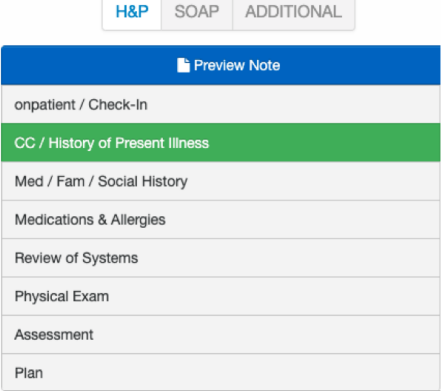 H&P SOAP ADDITIONAL
Preview Note
onpatient / Check-In
CC / History of Present Illness
Med / Fam / Social History
Medications & Allergies
Review of Systems
Physical Exam
Assessment
Plan